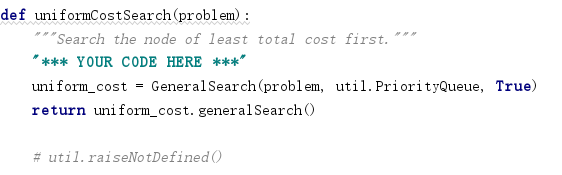 def uniformCostSearch(problem):
    """Search the node of least total cost first."""
    "*** YOUR CODE HERE ***"
    uniform_cost = GeneralSearch(problem, util.PriorityQueue, True)
    return uniform_cost.generalSearch()
    # util.raiseNotDefined()